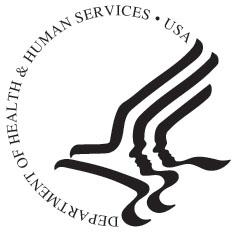 DEPARTMENT OF HEALTH & HUMAN SERVICES • USA